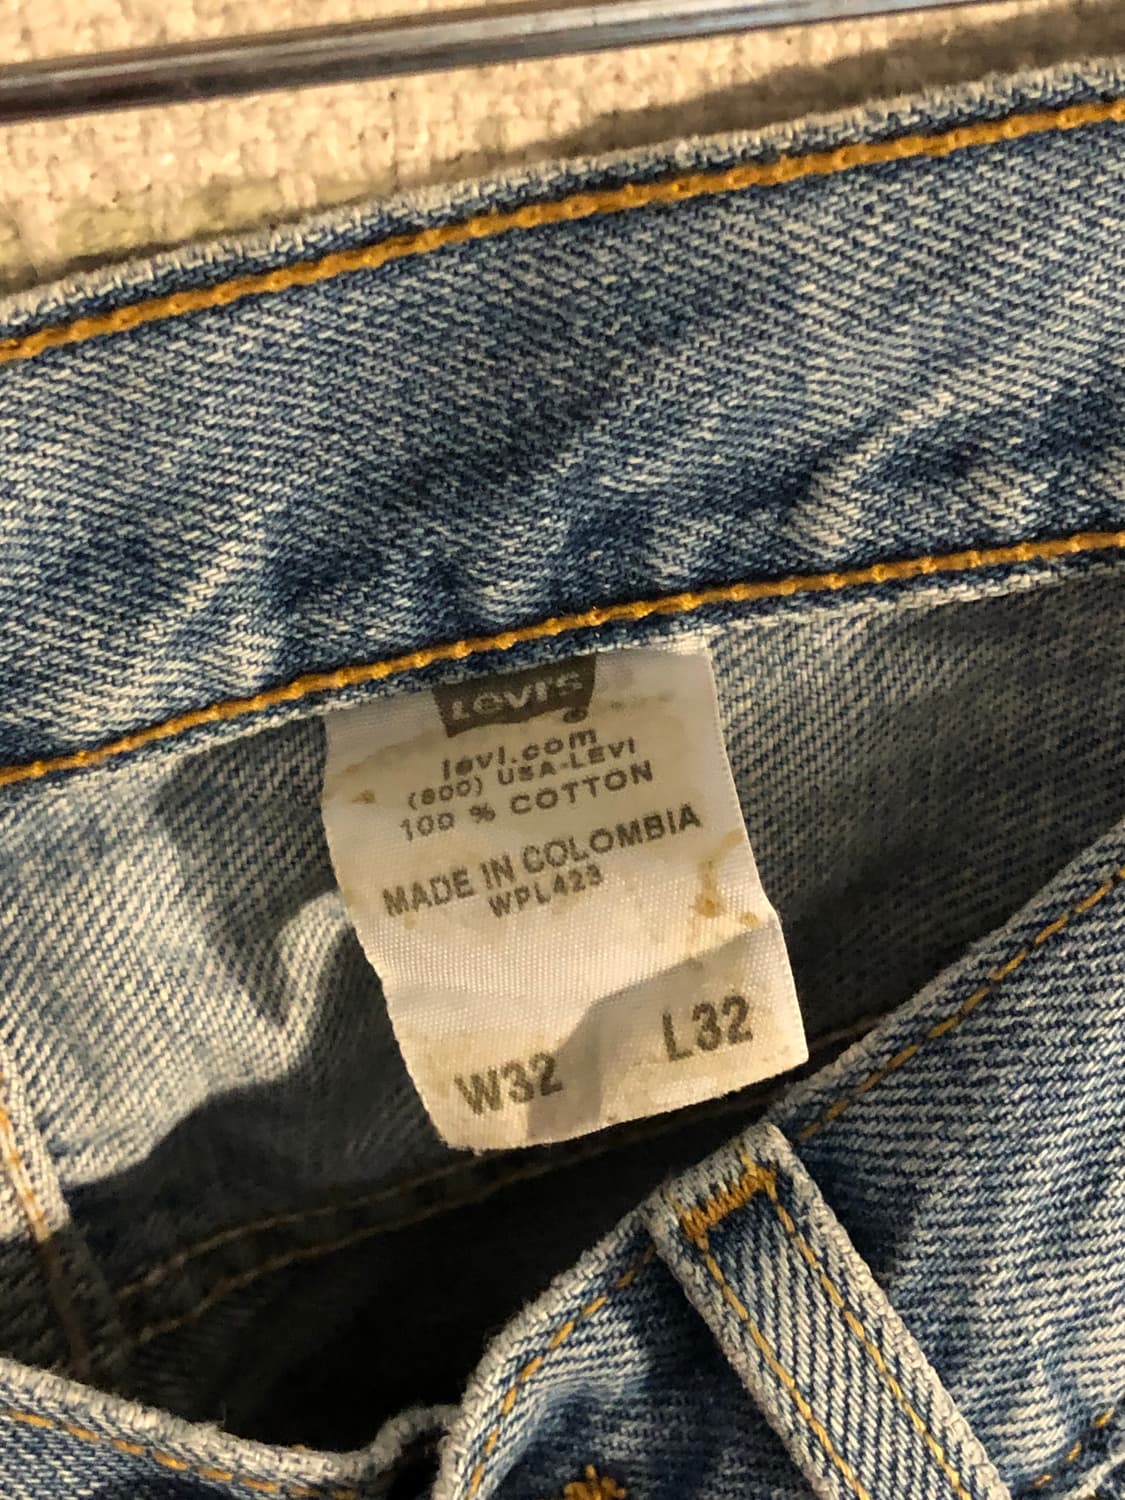 Levi's
levi.com
(800) USA-LEVI
100 % COTTON
MADE IN COLOMBIA
WPL423
W32 L32